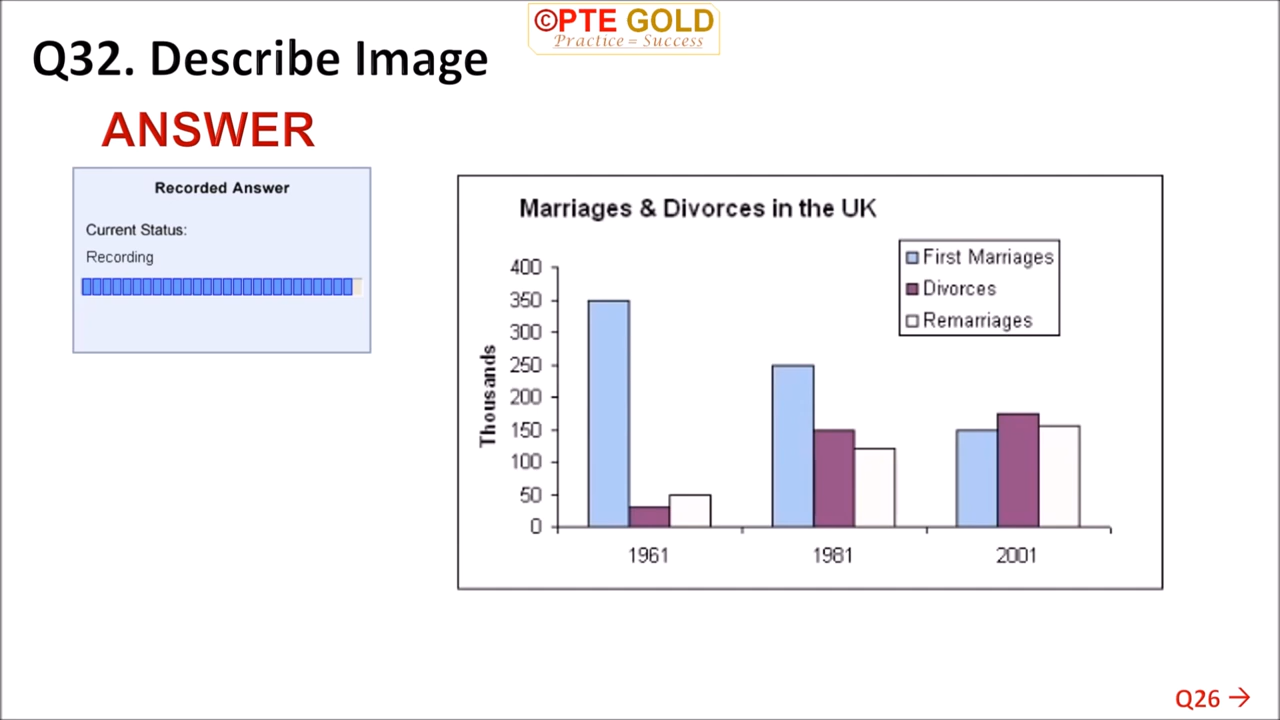 ©PTE GOLD
Practice = Success
Q32. Describe Image
ANSWER
Recorded Answer
Current Status:
Recording
Marriages & Divorces in the UK
First Marriages
Divorces
Remarriages
Thousands
400
350
300
250
200
150
100
50
0
1961 1981 2001
Q26 →